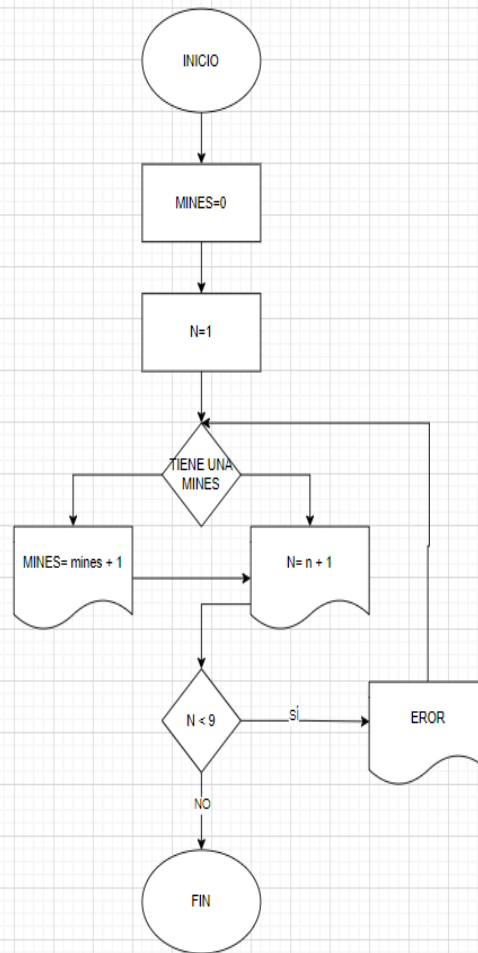 INICIO
MINES=0
N=1
TIENE UNA
MINES
MINES= mines + 1
N= n + 1
N < 9
SÍ
EROR
NO
FIN